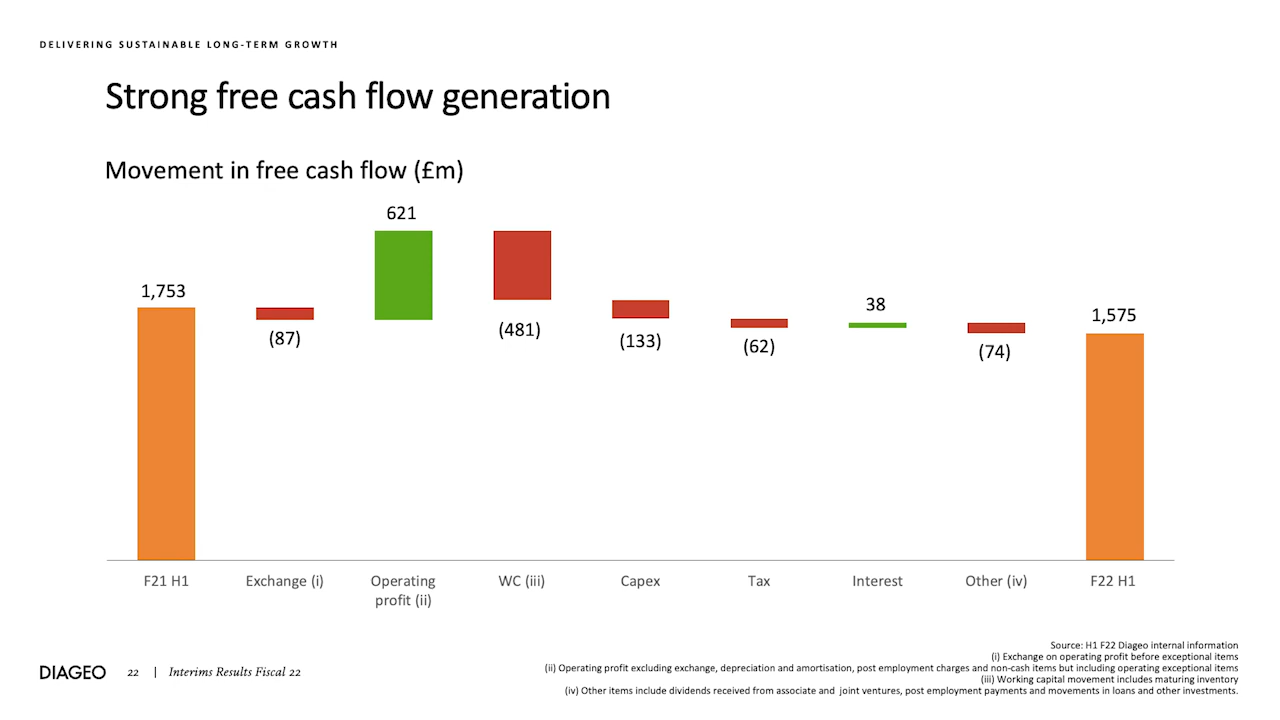 DELIVERING SUSTAINABLE LONG-TERM GROWTH
Strong free cash flow generation
Movement in free cash flow (£m)
621
1,753
(87)
(481)
(133)
(62)
38
(74)
1,575
F21 H1
Exchange (i)
Operating
profit (ii)
WC (iii)
Capex
Tax
Interest
Other (iv)
F22 H1
Source: H1 F22 Diageo internal information
(i) Exchange on operating profit before exceptional items
(ii) Operating profit excluding exchange, depreciation and amortisation, post employment charges and non-cash items but including operating exceptional items
(iii) Working capital movement includes maturing inventory
(iv) Other items include dividends received from associate and joint ventures, post employment payments and movements in loans and other investments.
DIAGEO 22 | Interims Results Fiscal 22